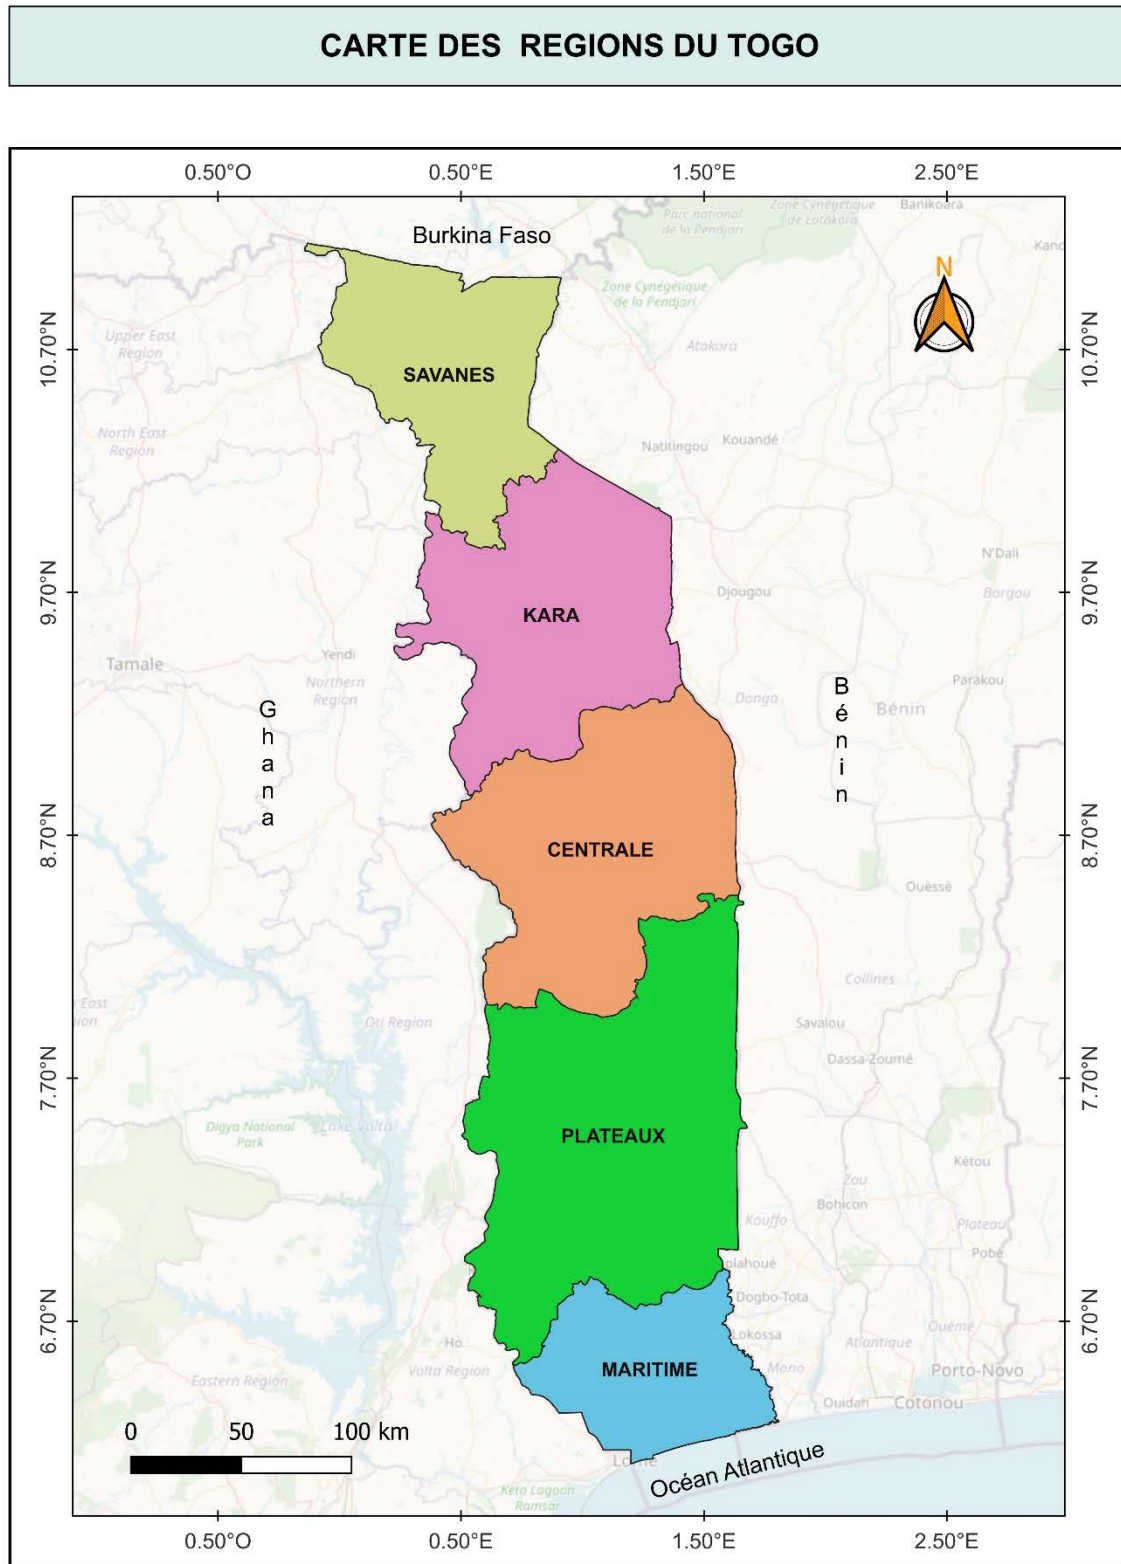 CARTE DES REGIONS DU TOGO
0.50°O 0.50°E 1.50°E 2.50°E
Burkina Faso
Parc national
de la Pendjari
Zone Cynégétique
de L'Atakora
Banikoara
Zone Cynégétique
de la Pendjari
N
10.70°N
10.70°N
Upper East
Region
Atakora
SAVANES
North East
Region
Natitingou
Kouandé
N'Dali
9.70°N
9.70°N
Djougou
Borgou
KARA
Tamale
Yendi
Northern
Region
Donga
Parakou
Bénin
Ghana
Bénin
8.70°N
8.70°N
CENTRALE
Ouèssè
Collines
Oti Region
Savalou
Dassa-Zoumé
7.70°N
7.70°N
Digya National
Park
Lake Volta
PLATEAUX
Kétou
Zou
Bohicon
Kouffo
Plateau
Pobè
olahoué
Dogbo-Tota
6.70°N
6.70°N
Ho
Lokossa
Atlantique
Ouémé
Volta Region
MARITIME
Mono
Porto-Novo
Eastern Region
Ouidah
Cotonou
0 50 100 km
Lomé
Océan Atlantique
Keta Lagoon
Ramsar
0.50°O 0.50°E 1.50°E 2.50°E